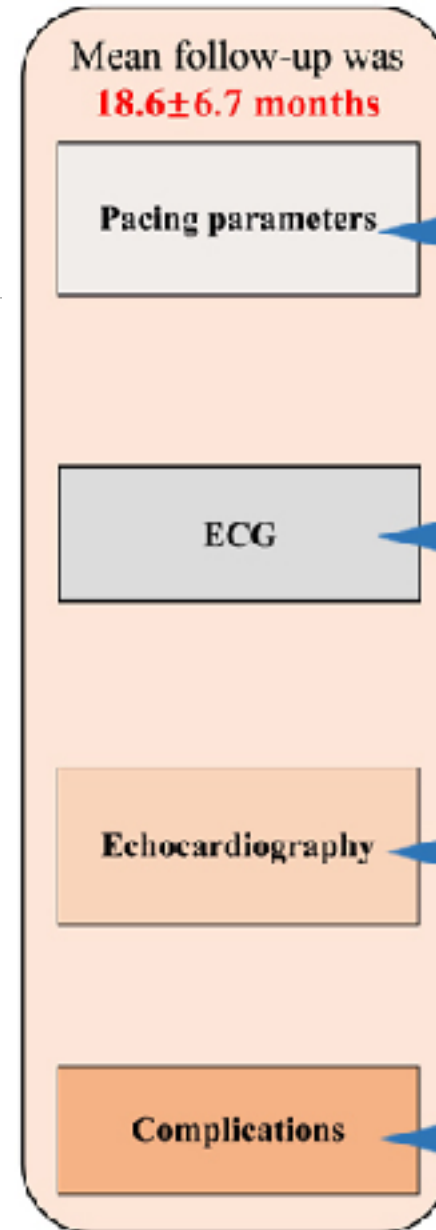 Mean follow-up was
18.6±6.7 months
Pacing parameters
ECG
Echocardiography
Complications